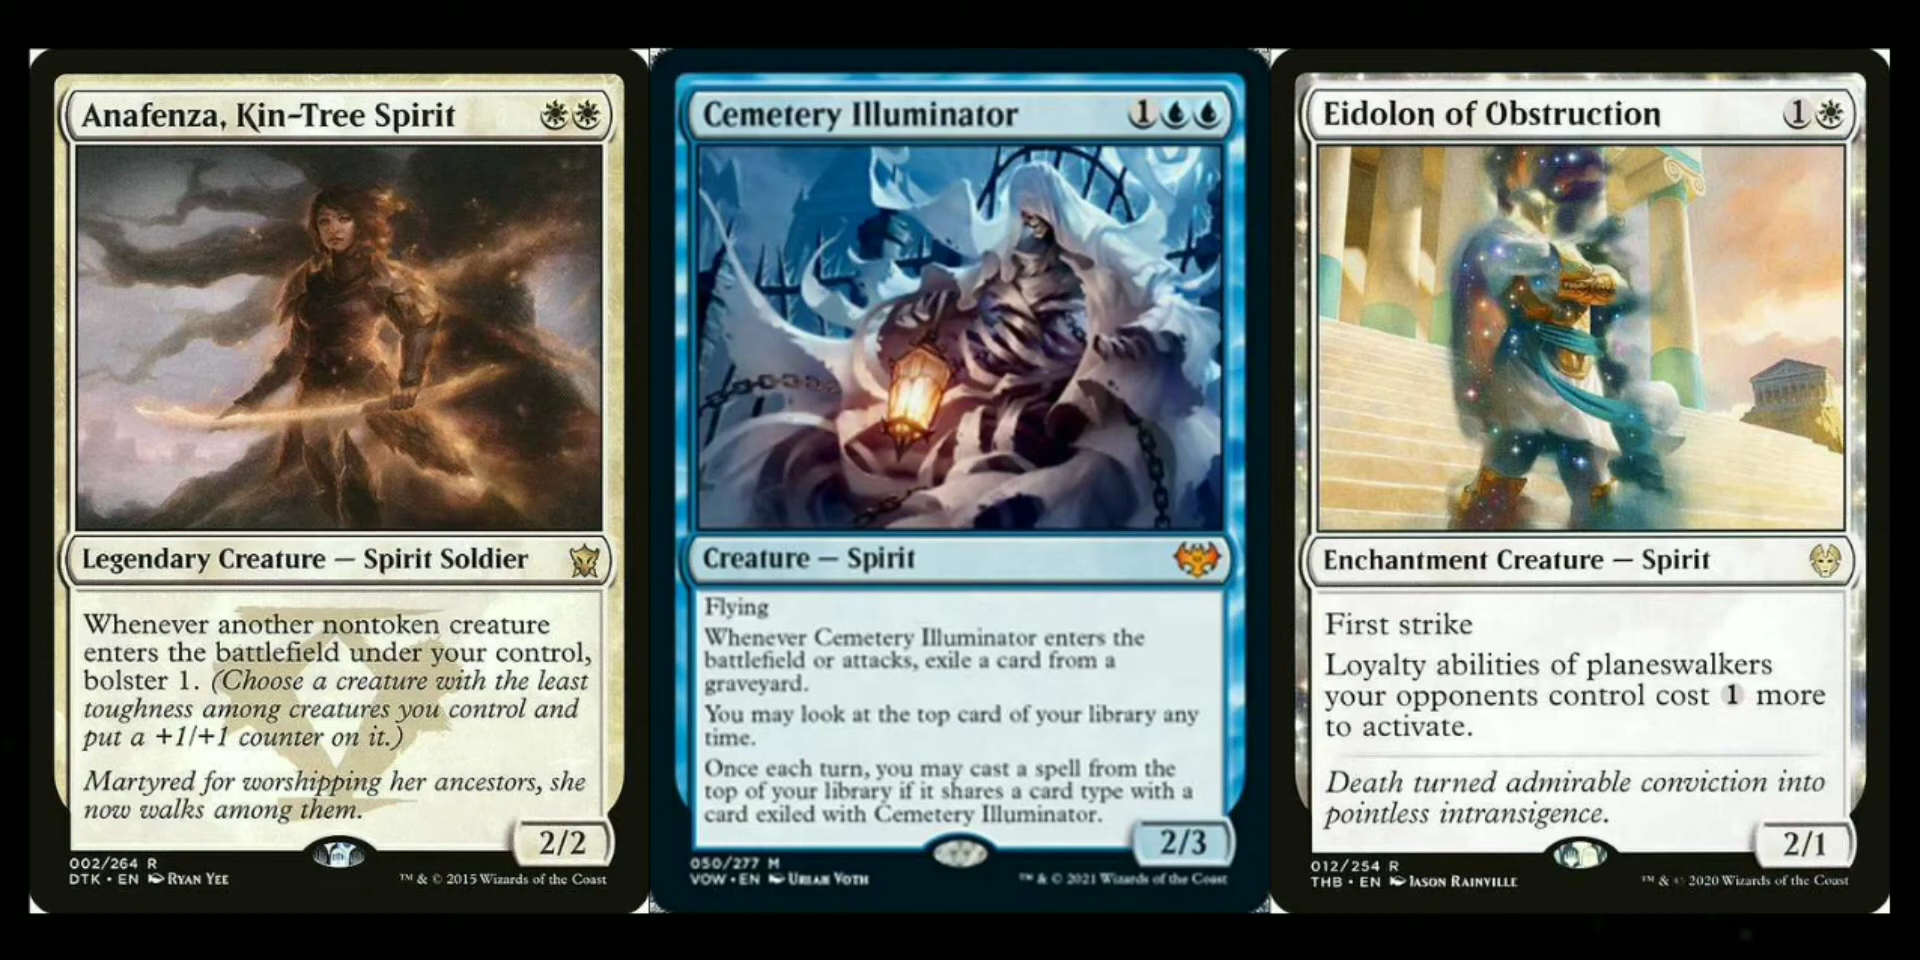 Anafenza, Kin-Tree Spirit
Legendary Creature — Spirit Soldier
Whenever another nontoken creature
enters the battlefield under your control,
bolster 1. (Choose a creature with the least
toughness among creatures you control and
put a +1/+1 counter on it.)
Martyred for worshipping her ancestors, she
now walks among them.
2/2
002/264 R
DTK • EN Ryan Yee
™ & © 2015 Wizards of the Coast
Cemetery Illuminator 1
Creature — Spirit
Flying
Whenever Cemetery Illuminator enters the
battlefield or attacks, exile a card from a
graveyard.
You may look at the top card of your library any
time.
Once each turn, you may cast a spell from the
top of your library if it shares a card type with a
card exiled with Cemetery Illuminator.
2/3
050/277 M
VOW • EN Uriah Voth
™ & © 2021 Wizards of the Coast
Eidolon of Obstruction 1
Enchantment Creature — Spirit
First strike
Loyalty abilities of planeswalkers
your opponents control cost 1 more
to activate.
Death turned admirable conviction into
pointless intransigence.
2/1
012/254 R
THB • EN Jason Rainville
™ & © 2020 Wizards of the Coast